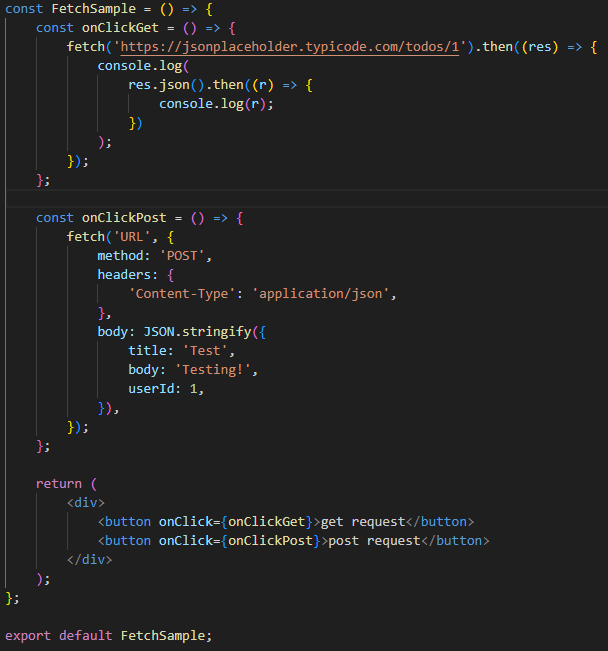 const FetchSample = () => {
    const onClickGet = () => {
        fetch('https://jsonplaceholder.typicode.com/todos/1').then((res) => {
            console.log(
                res.json().then((r) => {
                    console.log(r);
                })
            );
        });
    };

    const onClickPost = () => {
        fetch('URL', {
            method: 'POST',
            headers: {
                'Content-Type': 'application/json',
            },
            body: JSON.stringify({
                title: 'Test',
                body: 'Testing!',
                userId: 1,
            }),
        });
    };

    return (
        <div>
            <button onClick={onClickGet}>get request</button>
            <button onClick={onClickPost}>post request</button>
        </div>
    );
};

export default FetchSample;